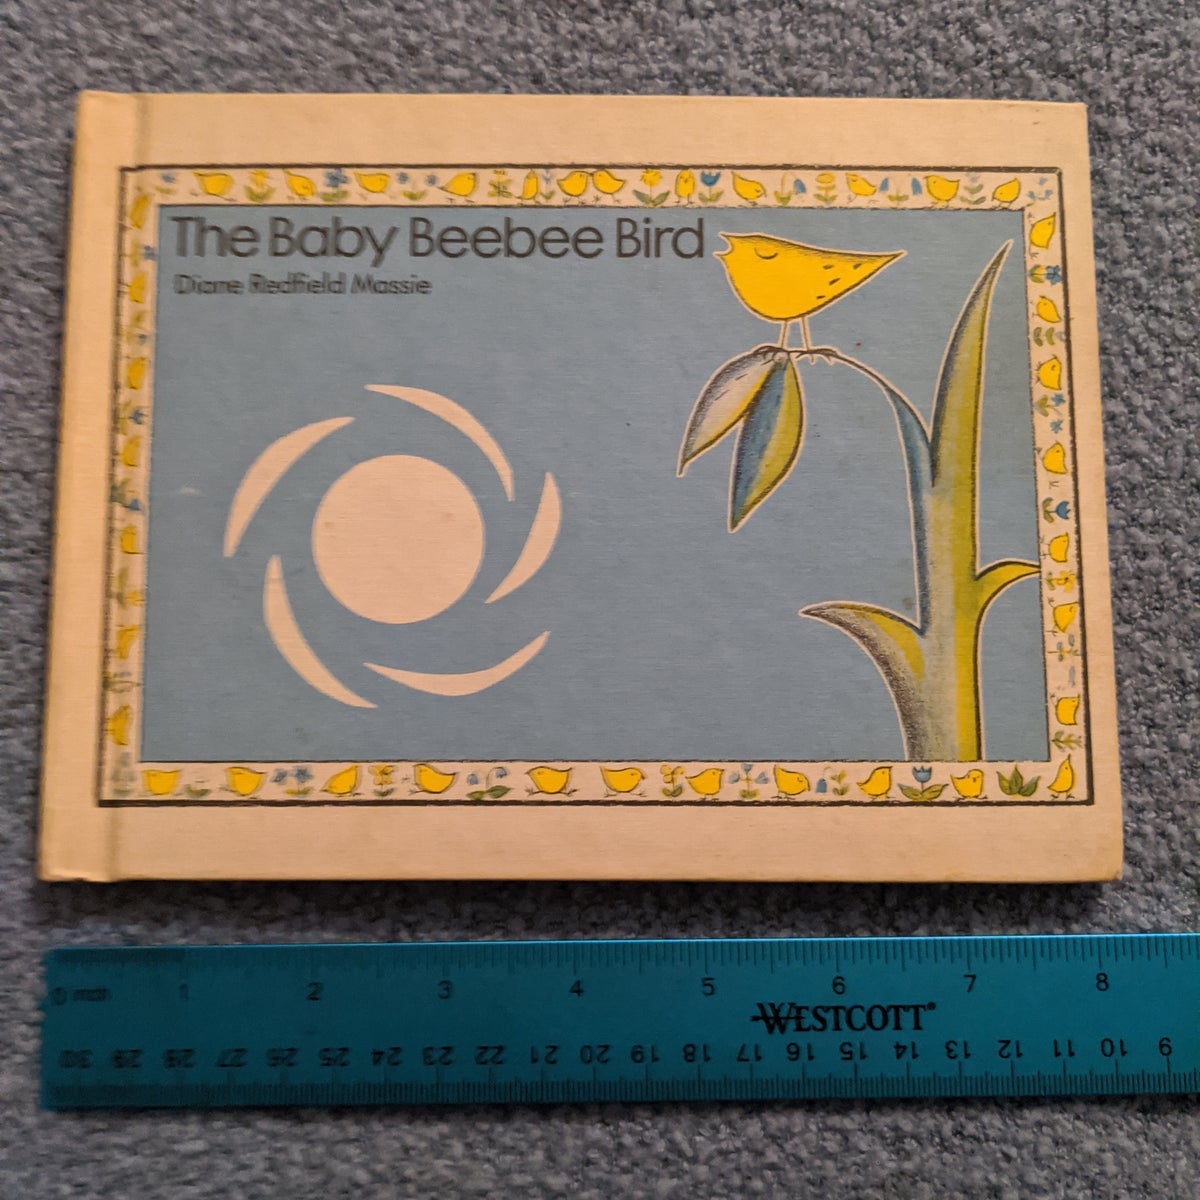 The Baby Beebee Bird
Diane Redfield Massie
1 2 3 4 5 6 7 8
WESTCOTT®
30 29 28 27 26 25 24 23 22 21 20 19 18 17 16 15 14 13 12 11 10 9